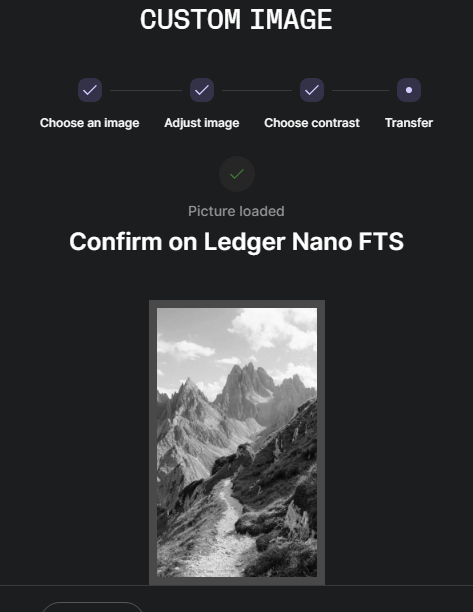 CUSTOM IMAGE
Choose an image Adjust image Choose contrast Transfer
Picture loaded
Confirm on Ledger Nano FTS